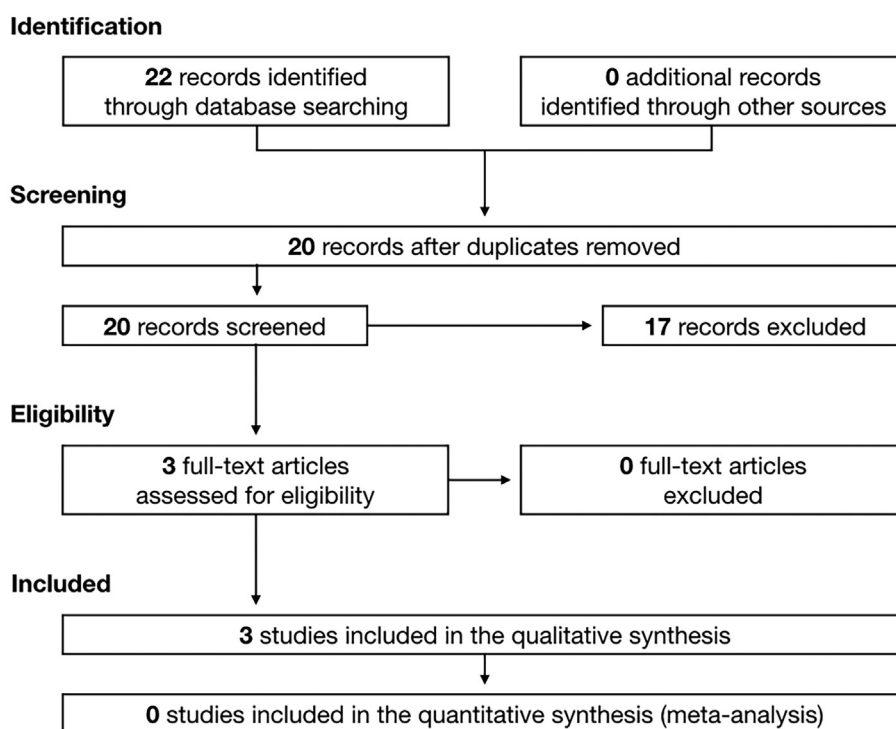 Identification
22 records identified
through database searching
0 additional records
identified through other sources
Screening
20 records after duplicates removed
20 records screened
17 records excluded
Eligibility
3 full-text articles
assessed for eligibility
0 full-text articles
excluded
Included
3 studies included in the qualitative synthesis
0 studies included in the quantitative synthesis (meta-analysis)